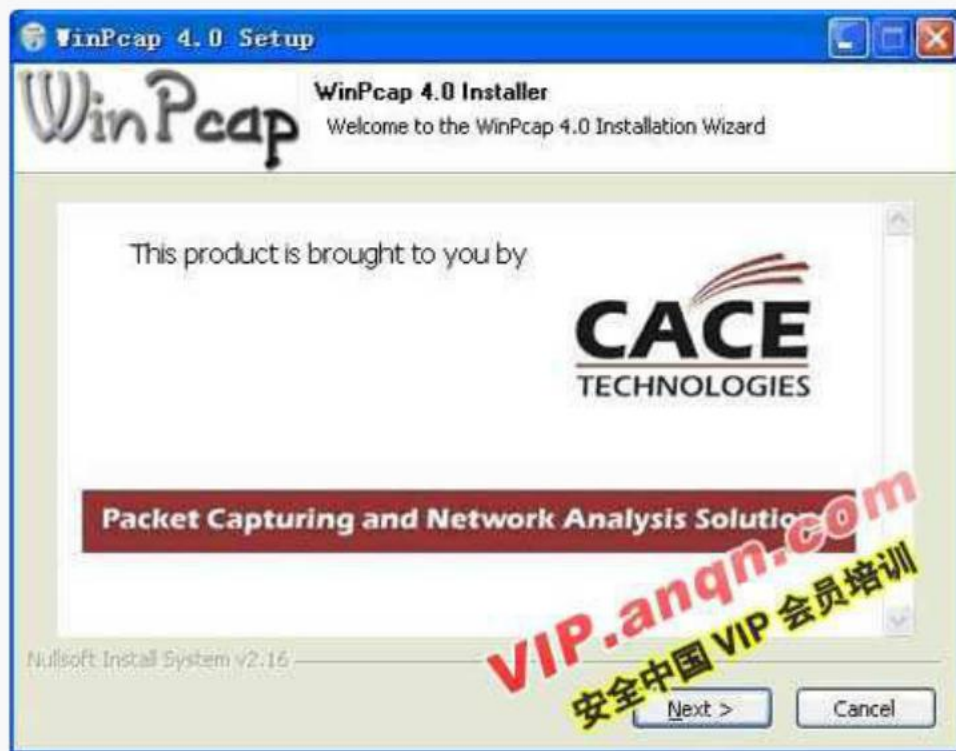 WinPcap 4.0 Setup
WinPcap
WinPcap 4.0 Installer
Welcome to the WinPcap 4.0 Installation Wizard
This product is brought to you by
CACE
TECHNOLOGIES
Packet Capturing and Network Analysis Solution
VIP.anqn.com
安全中国 VIP 会员培训
Nullsoft Install System v2.16
Next >
Cancel